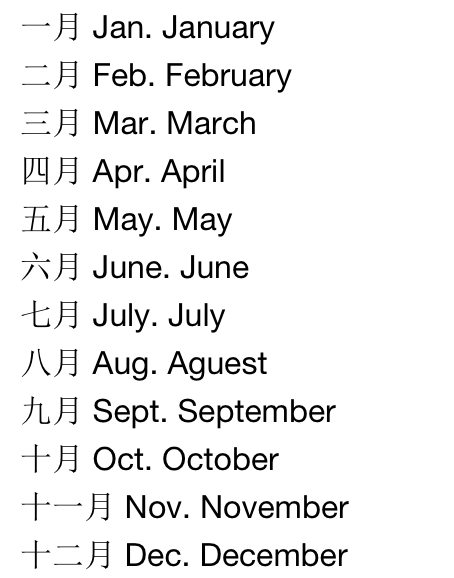 一月 Jan. January
二月 Feb. February
三月 Mar. March
四月 Apr. April
五月 May. May
六月 June. June
七月 July. July
八月 Aug. Aguest
九月 Sept. September
十月 Oct. October
十一月 Nov. November
十二月 Dec. December